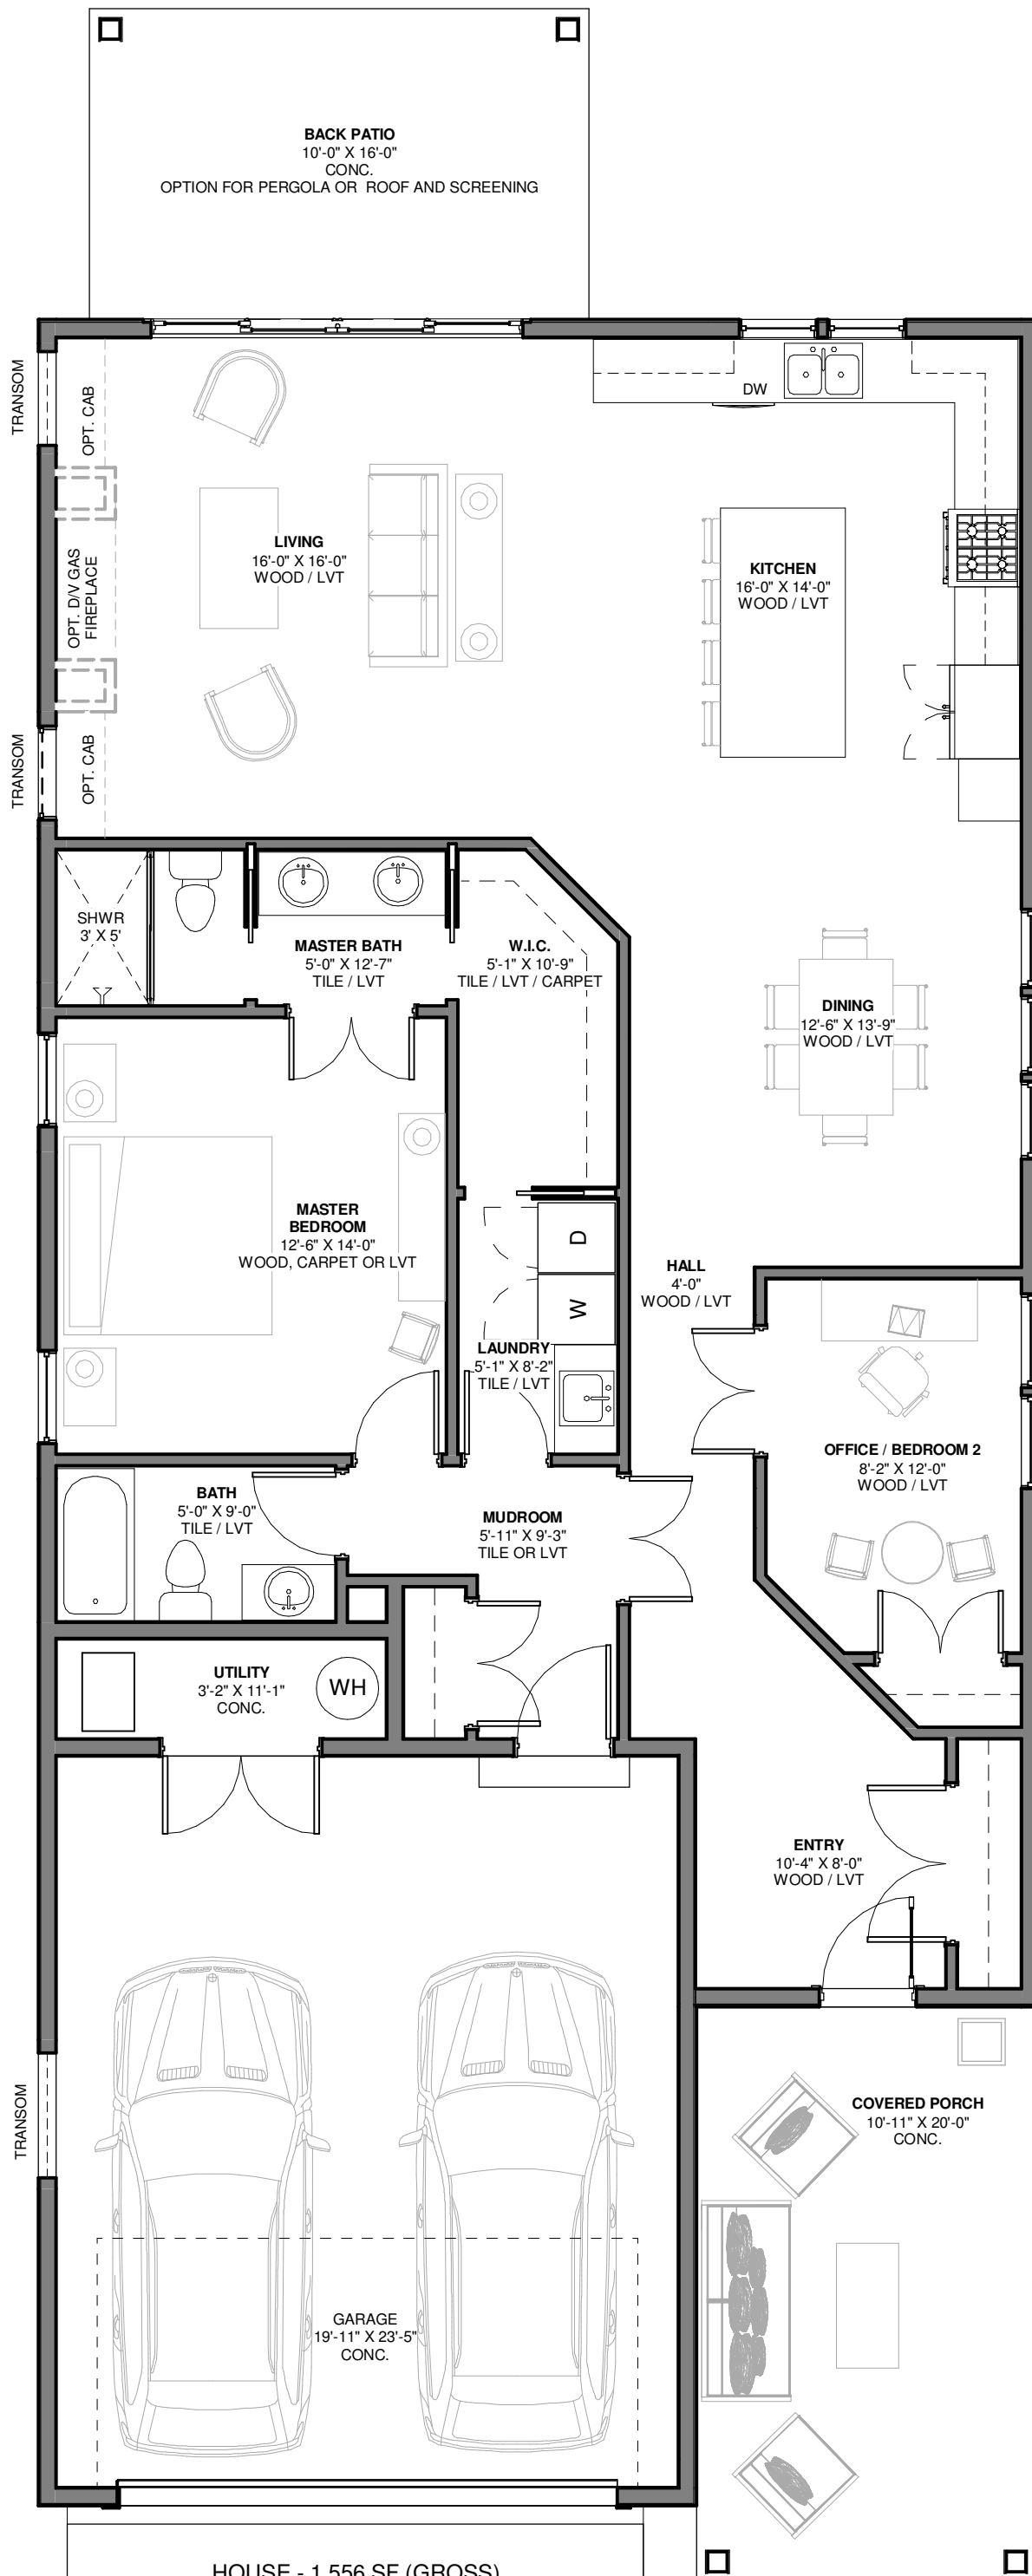 BACK PATIO
10'-0" X 16'-0"
CONC.
OPTION FOR PERGOLA OR ROOF AND SCREENING
TRANSOM
OPT. CAB
DW
LIVING
16'-0" X 16'-0"
WOOD / LVT
OPT. D/V GAS
FIREPLACE
KITCHEN
16'-0" X 14'-0"
WOOD / LVT
TRANSOM
OPT. CAB
SHWR
3' X 5'
MASTER BATH
5'-0" X 12'-7"
TILE / LVT
W.I.C.
5'-1" X 10'-9"
TILE / LVT / CARPET
DINING
12'-6" X 13'-9"
WOOD / LVT
MASTER
BEDROOM
12'-6" X 14'-0"
WOOD, CARPET OR LVT
D
W
HALL
4'-0"
WOOD / LVT
LAUNDRY
5'-1" X 8'-2"
TILE / LVT
OFFICE / BEDROOM 2
8'-2" X 12'-0"
WOOD / LVT
BATH
5'-0" X 9'-0"
TILE / LVT
MUDROOM
5'-11" X 9'-3"
TILE OR LVT
UTILITY
3'-2" X 11'-1"
CONC.
WH
ENTRY
10'-4" X 8'-0"
WOOD / LVT
TRANSOM
COVERED PORCH
10'-11" X 20'-0"
CONC.
GARAGE
19'-11" X 23'-5"
CONC.
HOUSE - 1,556 SF (GROSS)